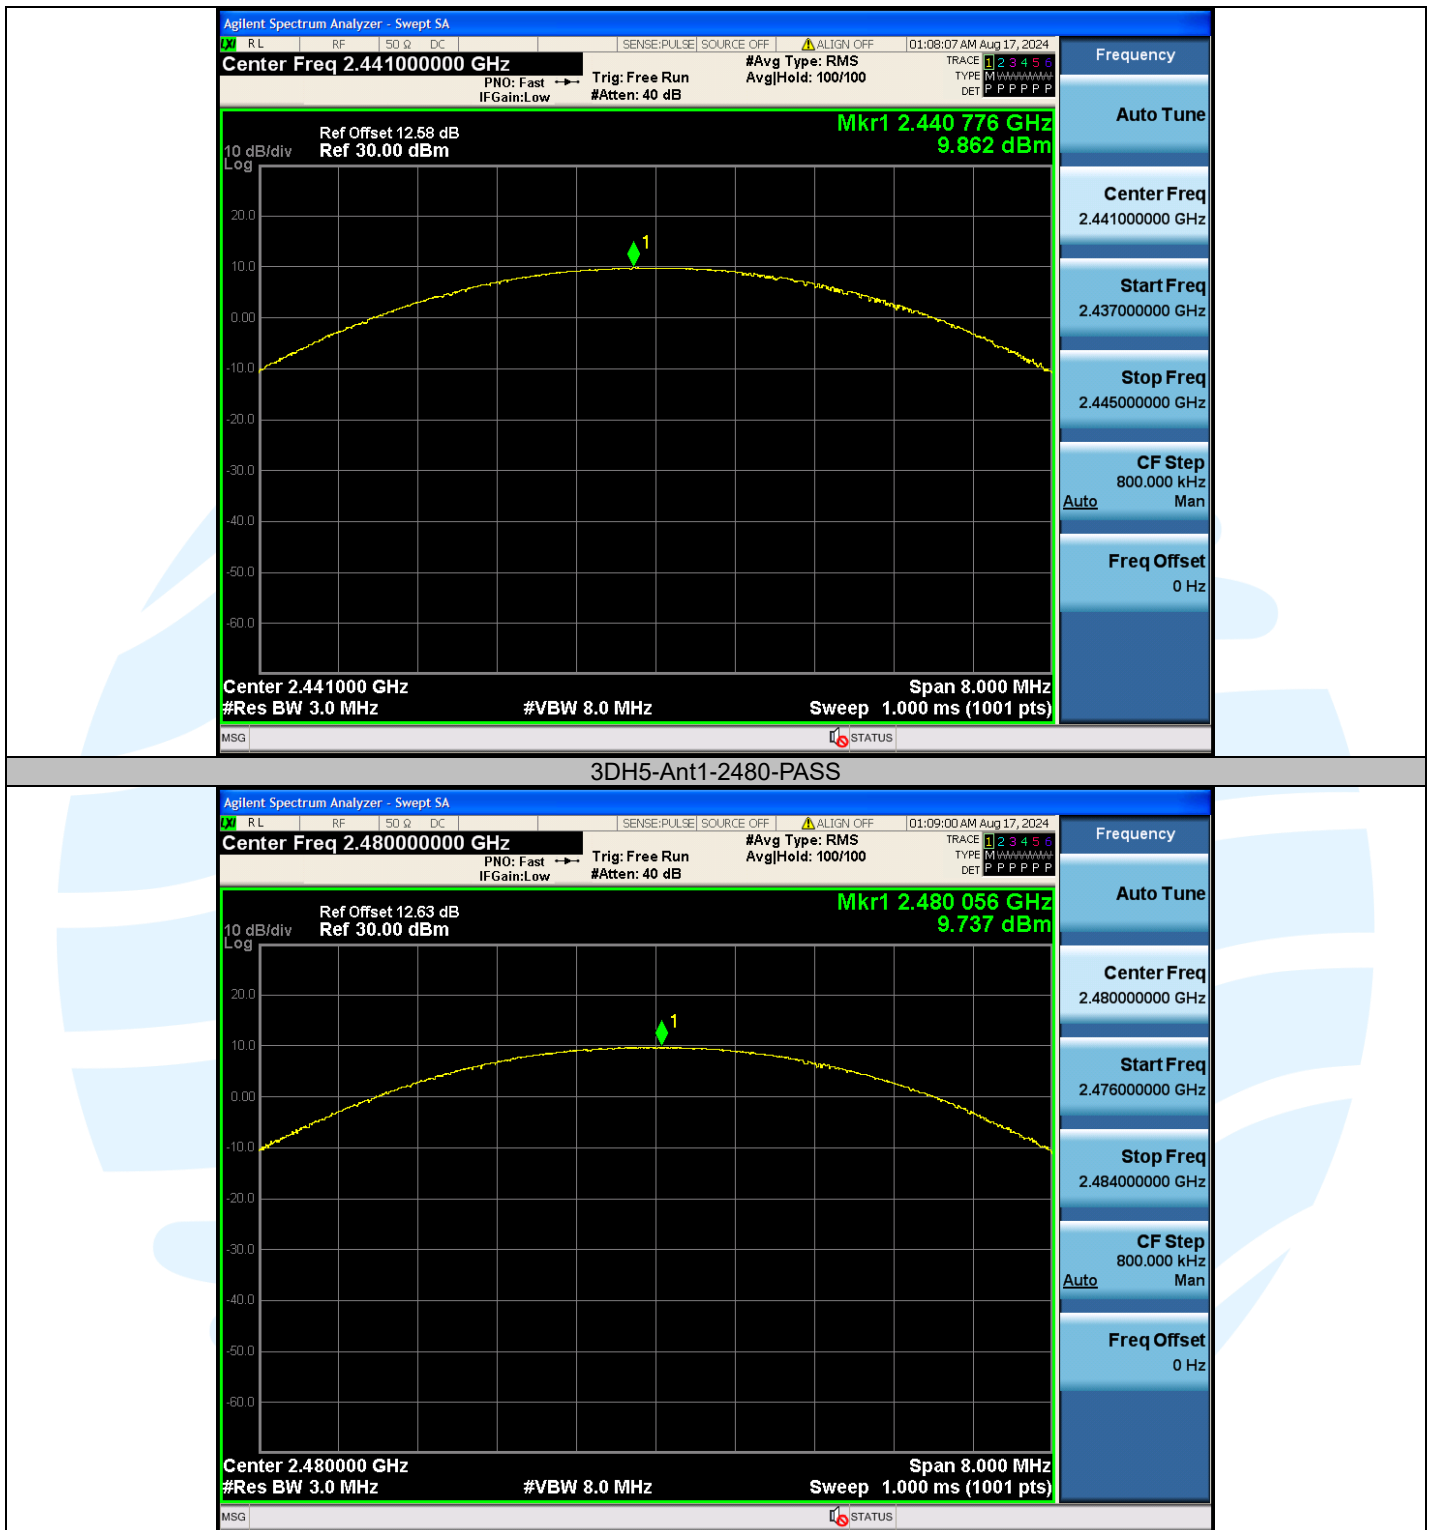 Agilent Spectrum Analyzer - Swept SA
LXI RL RF 50 Ω DC SENSE:PULSE SOURCE OFF ALIGN OFF 01:08:07 AM Aug 17, 2024
Center Freq 2.441000000 GHz
PNO: Fast
IFGain:Low
Trig: Free Run
#Atten: 40 dB
#Avg Type: RMS
Avg|Hold: 100/100
TRACE 1 2 3 4 5 6
TYPE M
DET P P P P P P
Ref Offset 12.58 dB
10 dB/div Ref 30.00 dBm
Log
Mkr1 2.440 776 GHz
9.862 dBm
1
20.0
10.0
0.00
-10.0
-20.0
-30.0
-40.0
-50.0
-60.0
Center 2.441000 GHz Span 8.000 MHz
#Res BW 3.0 MHz #VBW 8.0 MHz Sweep 1.000 ms (1001 pts)
MSG STATUS
Frequency
Auto Tune
Center Freq
2.441000000 GHz
Start Freq
2.437000000 GHz
Stop Freq
2.445000000 GHz
CF Step
800.000 kHz
Auto Man
Freq Offset
0 Hz
3DH5-Ant1-2480-PASS
Agilent Spectrum Analyzer - Swept SA
LXI RL RF 50 Ω DC SENSE:PULSE SOURCE OFF ALIGN OFF 01:09:00 AM Aug 17, 2024
Center Freq 2.480000000 GHz
PNO: Fast
IFGain:Low
Trig: Free Run
#Atten: 40 dB
#Avg Type: RMS
Avg|Hold: 100/100
TRACE 1 2 3 4 5 6
TYPE M
DET P P P P P P
Ref Offset 12.63 dB
10 dB/div Ref 30.00 dBm
Log
Mkr1 2.480 056 GHz
9.737 dBm
1
20.0
10.0
0.00
-10.0
-20.0
-30.0
-40.0
-50.0
-60.0
Center 2.480000 GHz Span 8.000 MHz
#Res BW 3.0 MHz #VBW 8.0 MHz Sweep 1.000 ms (1001 pts)
MSG STATUS
Frequency
Auto Tune
Center Freq
2.480000000 GHz
Start Freq
2.476000000 GHz
Stop Freq
2.484000000 GHz
CF Step
800.000 kHz
Auto Man
Freq Offset
0 Hz